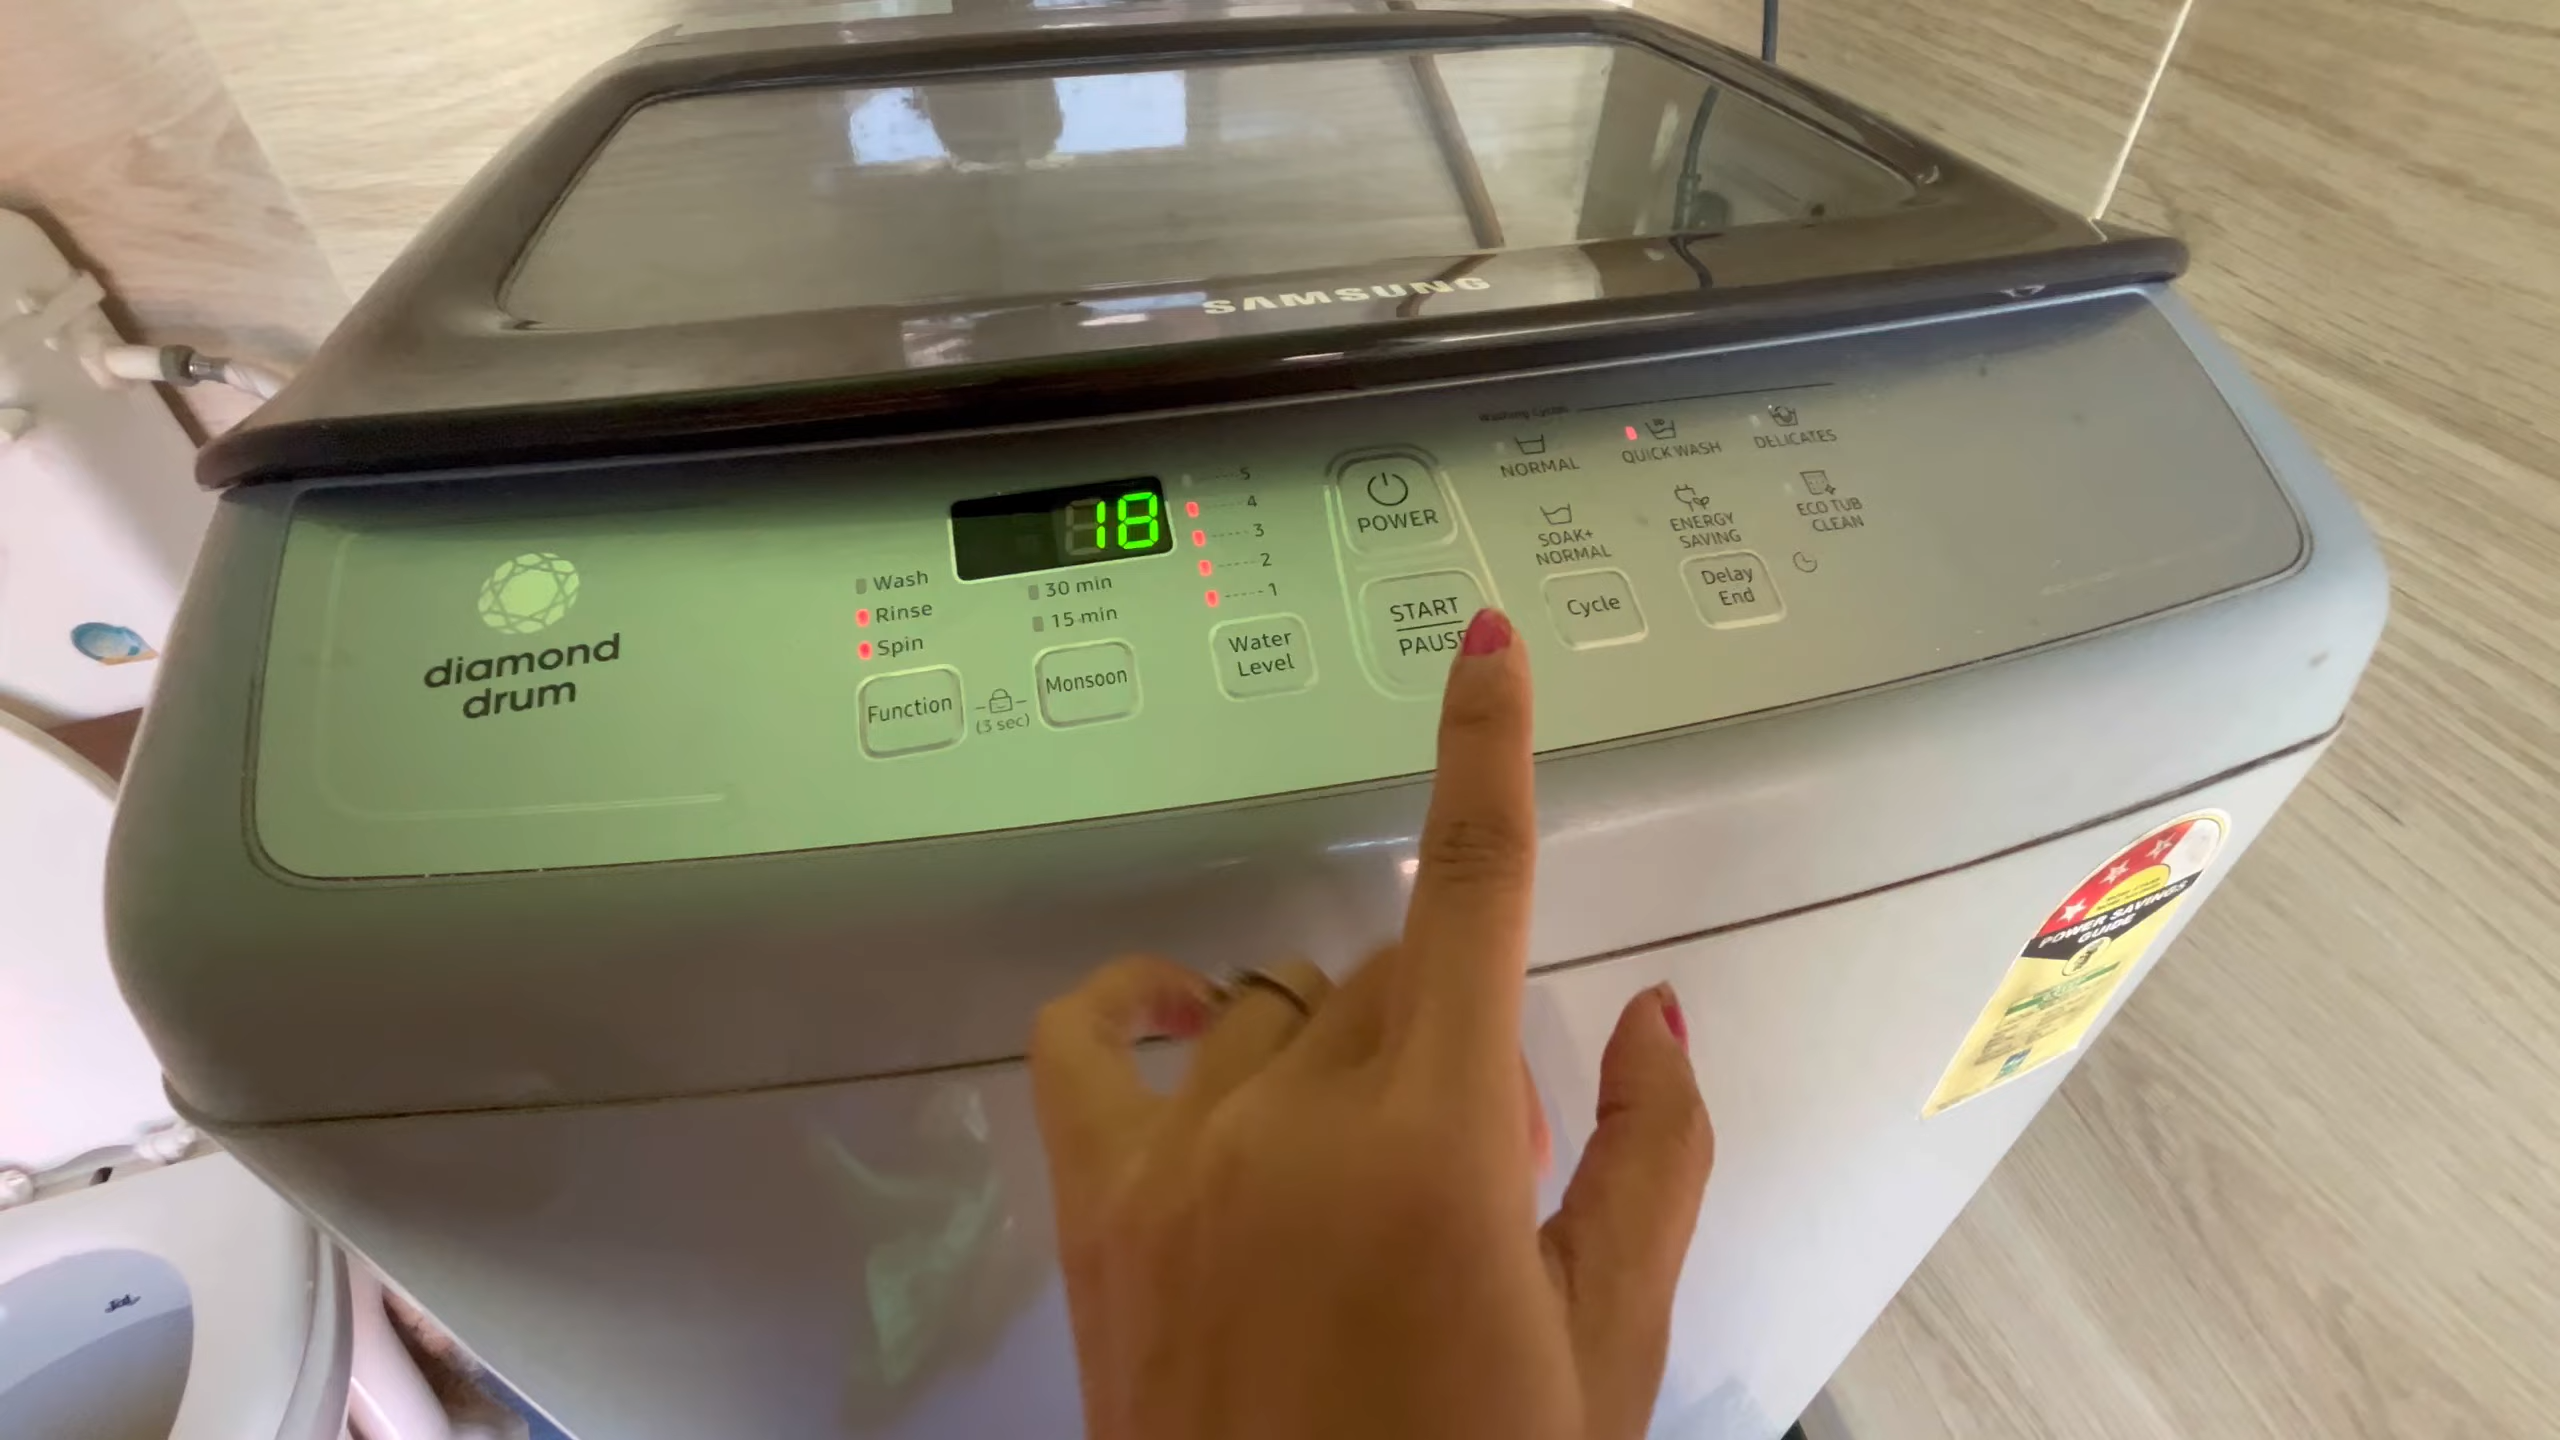 SAMSUNG
Washing Cycles
NORMAL
QUICK WASH
DELICATES
SOAK+
NORMAL
ENERGY
SAVING
ECO TUB
CLEAN
18
5
4
3
2
1
POWER
START
PAUSE
Cycle
Delay
End
Wash
Rinse
Spin
30 min
15 min
Function
(3 sec)
Monsoon
Water
Level
diamond
drum
POWER SAVINGS
GUIDE